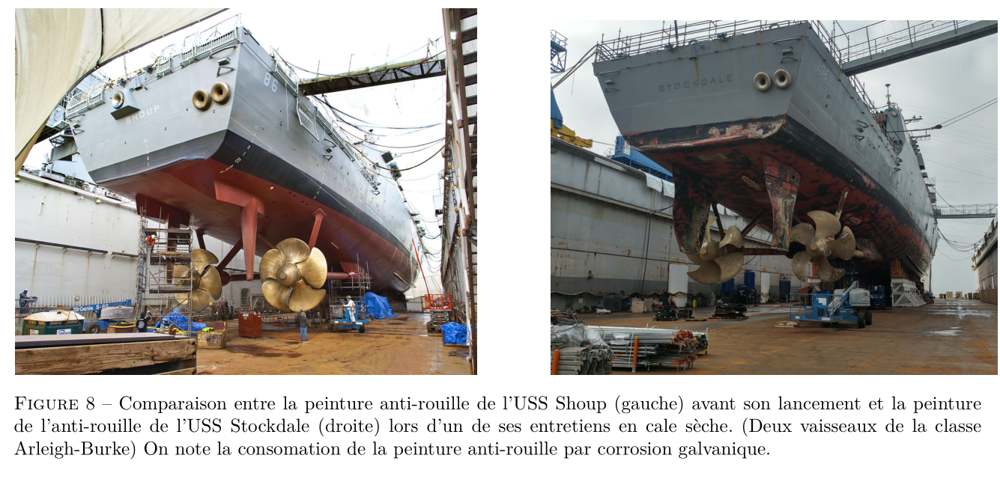 SHOUP
86
Genie
STOCKDALE
106
FIGURE 8 – Comparaison entre la peinture anti-rouille de l'USS Shoup (gauche) avant son lancement et la peinture
de l'anti-rouille de l'USS Stockdale (droite) lors d'un de ses entretiens en cale sèche. (Deux vaisseaux de la classe
Arleigh-Burke) On note la consomation de la peinture anti-rouille par corrosion galvanique.